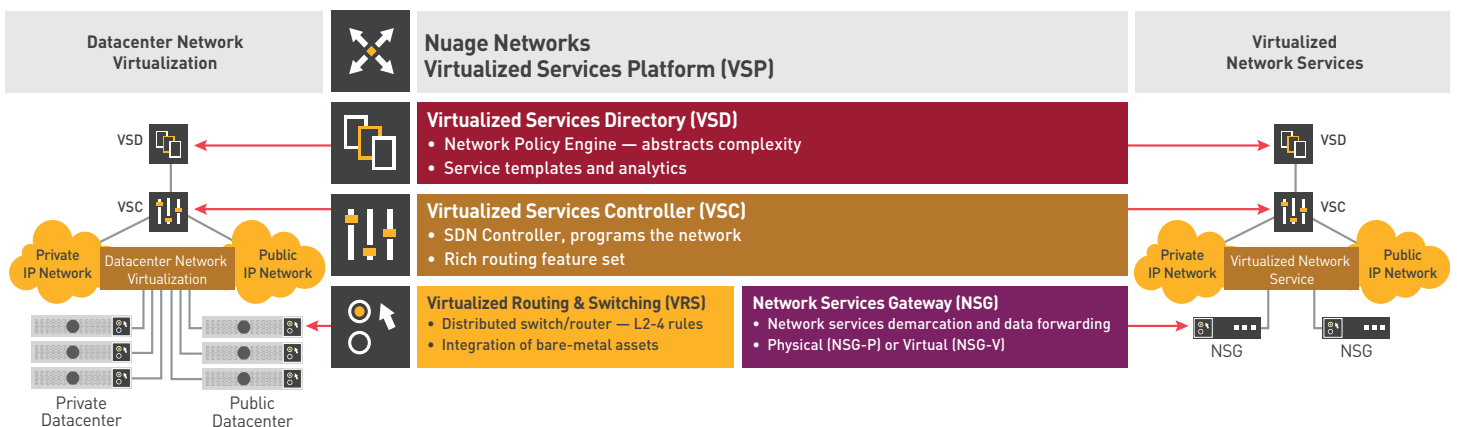 Datacenter Network
Virtualization
Nuage Networks
Virtualized Services Platform (VSP)
Virtualized
Network Services
VSD
VSC
Private
IP Network
Datacenter Network
Virtualization
Public
IP Network
Private
Datacenter
Public
Datacenter
Virtualized Services Directory (VSD)
• Network Policy Engine — abstracts complexity
• Service templates and analytics
Virtualized Services Controller (VSC)
• SDN Controller, programs the network
• Rich routing feature set
Virtualized Routing & Switching (VRS)
• Distributed switch/router — L2-4 rules
• Integration of bare-metal assets
Network Services Gateway (NSG)
• Network services demarcation and data forwarding
• Physical (NSG-P) or Virtual (NSG-V)
VSD
VSC
Private
IP Network
Virtualized Network
Service
Public
IP Network
NSG
NSG